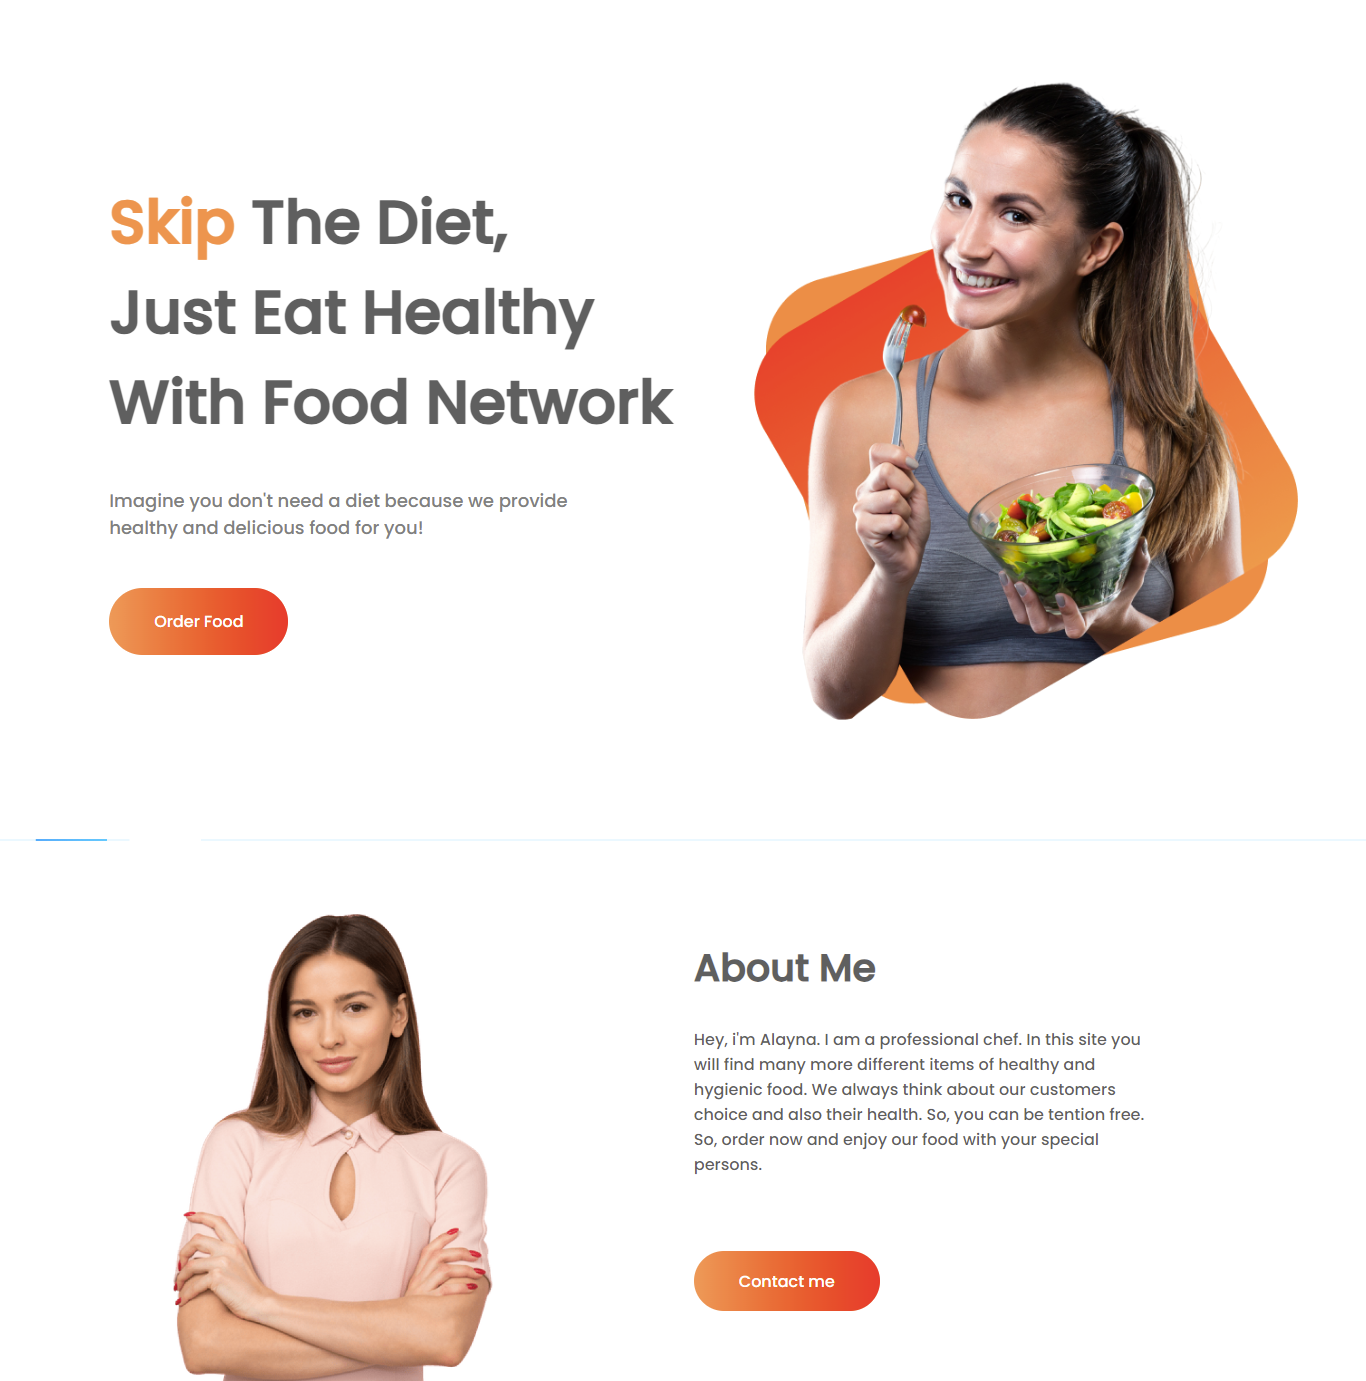 Skip The Diet,
Just Eat Healthy
With Food Network
Imagine you don't need a diet because we provide
healthy and delicious food for you!
Order Food
About Me
Hey, i'm Alayna. I am a professional chef. In this site you
will find many more different items of healthy and
hygienic food. We always think about our customers
choice and also their health. So, you can be tention free.
So, order now and enjoy our food with your special
persons.
Contact me